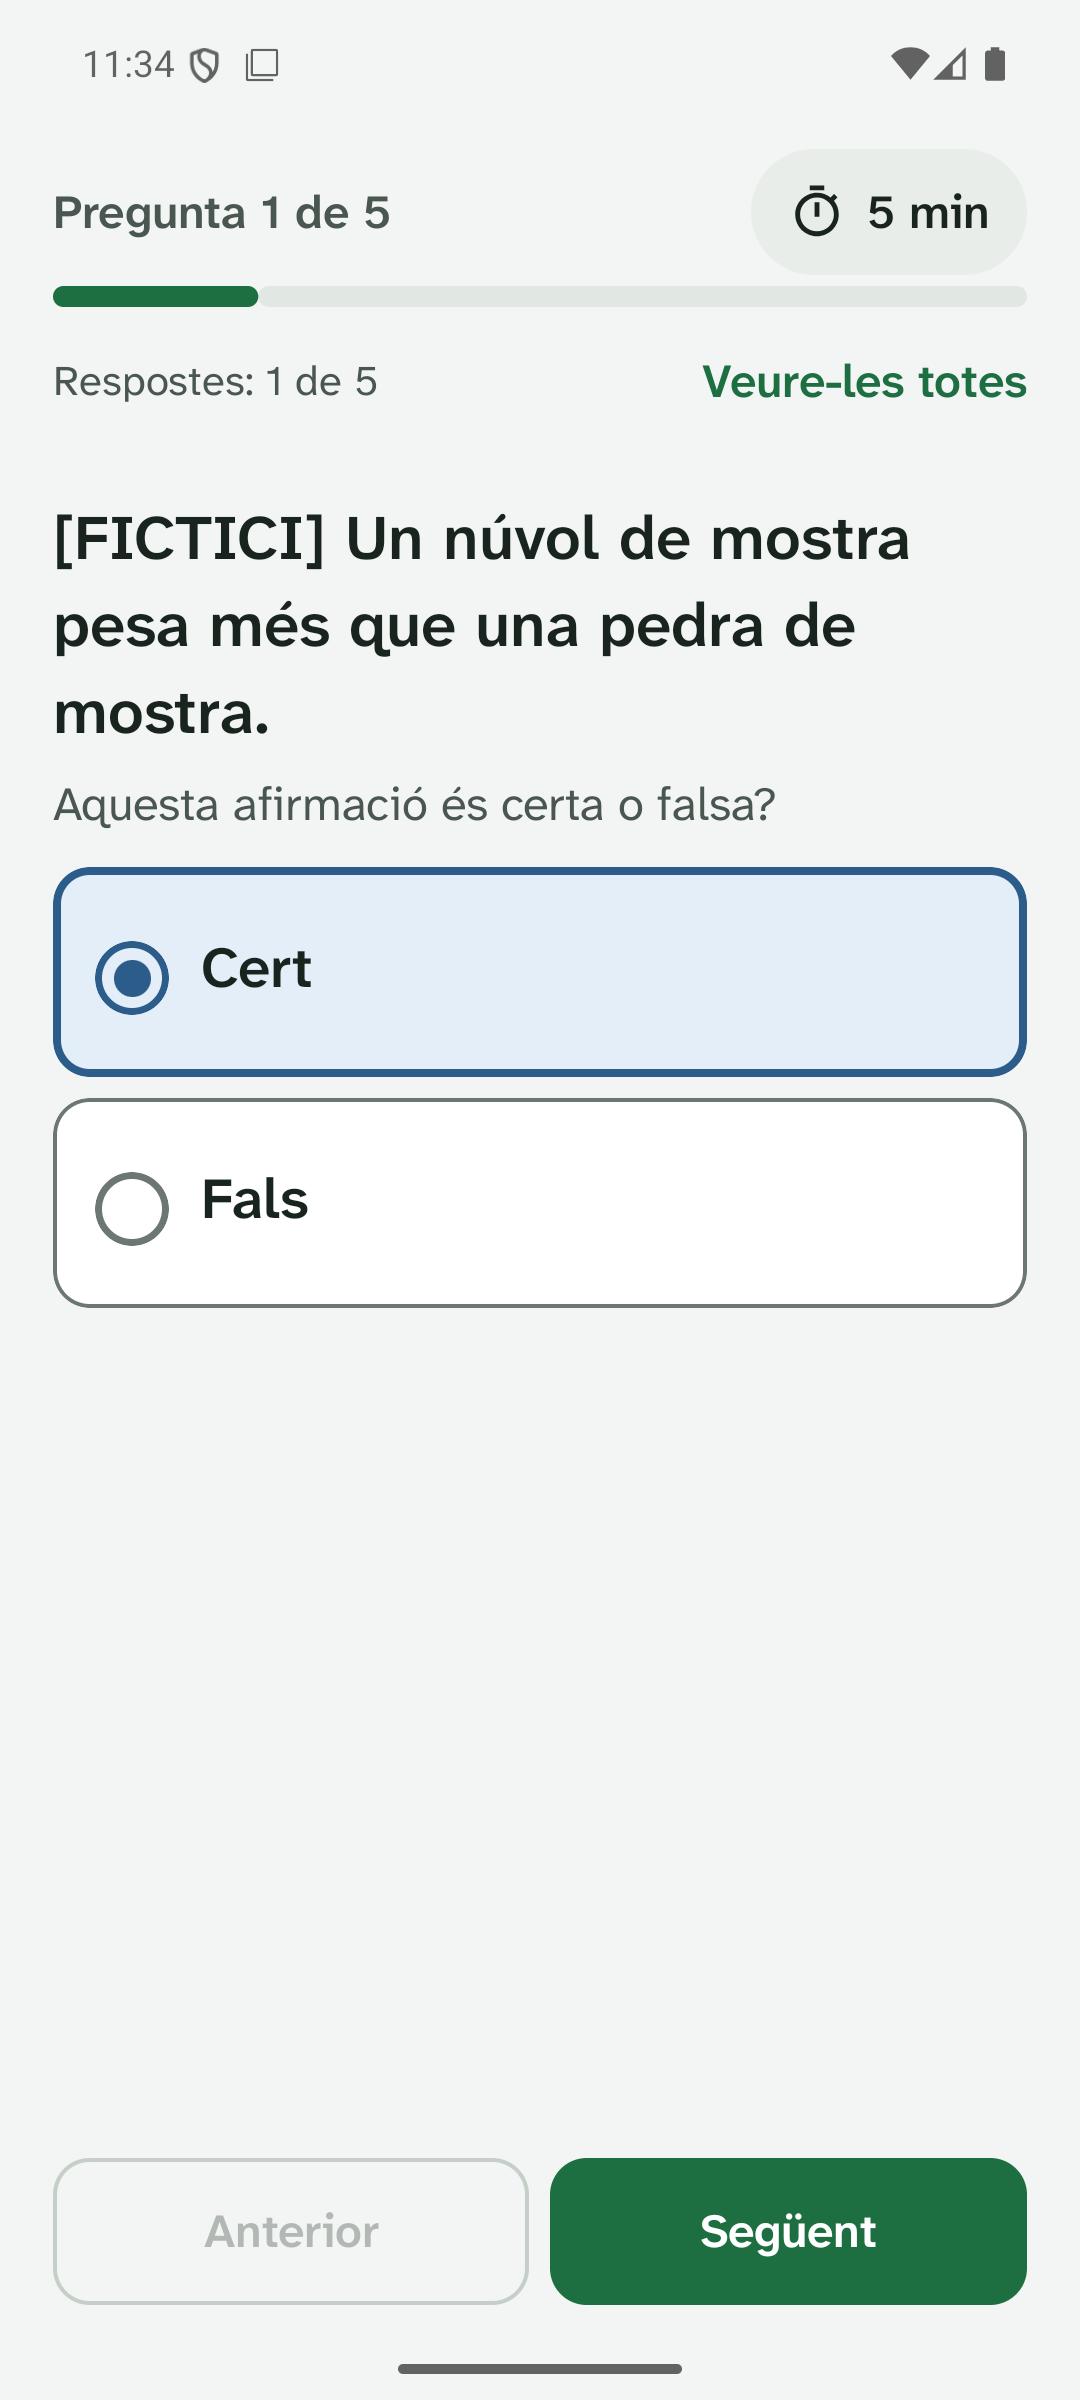 11:34
Pregunta 1 de 5
5 min
Respostes: 1 de 5
Veure-les totes
[FICTICI] Un núvol de mostra
pesa més que una pedra de
mostra.
Aquesta afirmació és certa o falsa?
Cert
Fals
Anterior
Següent